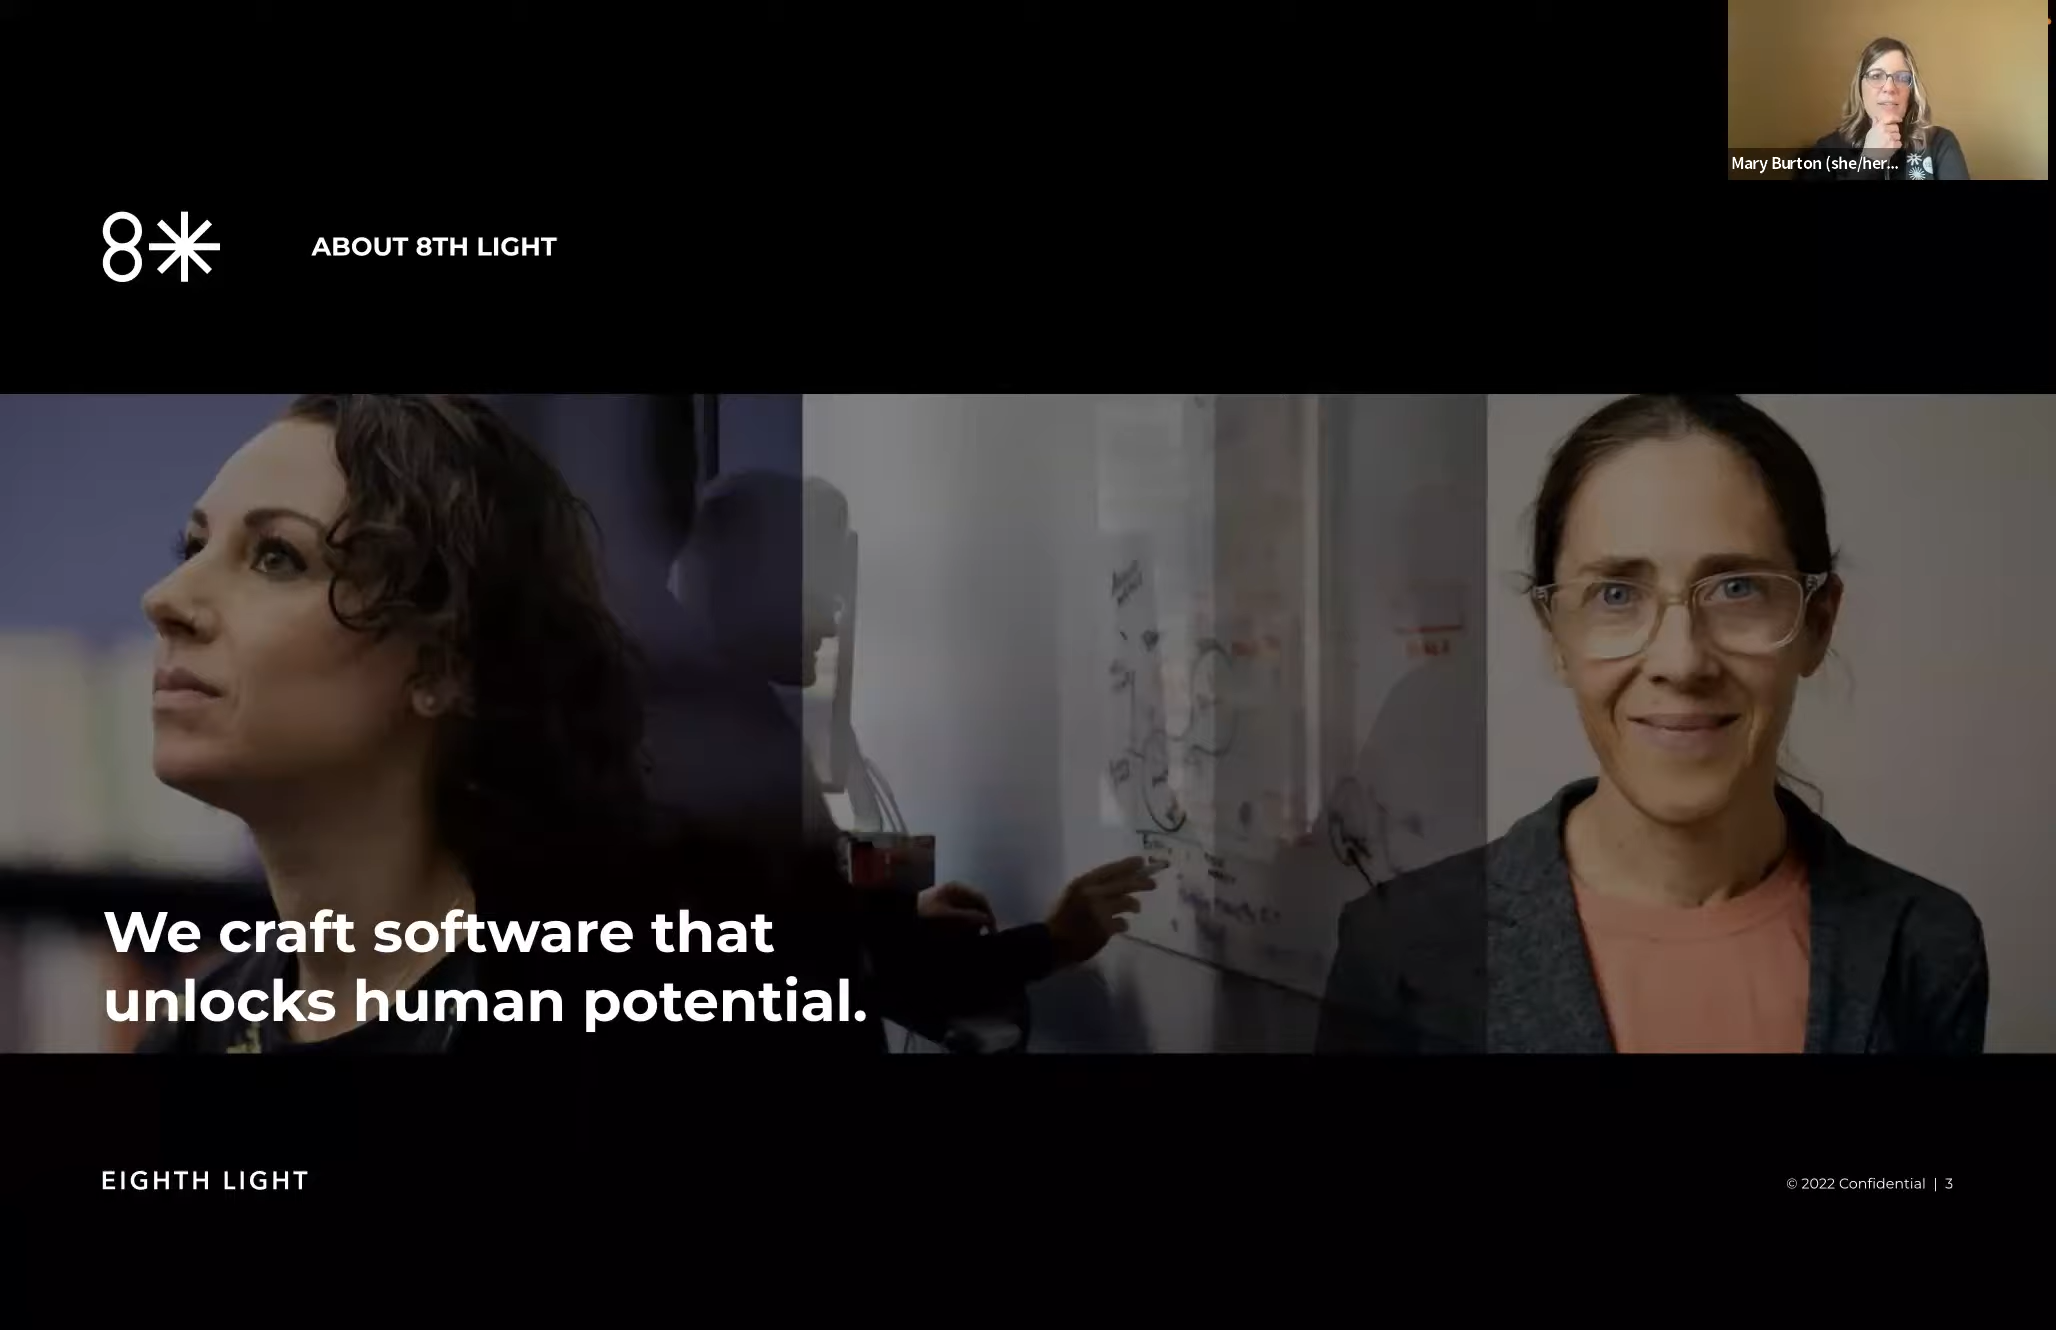 Mary Burton (she/her...
8
ABOUT 8TH LIGHT
We craft software that
unlocks human potential.
EIGHTH LIGHT
© 2022 Confidential | 3